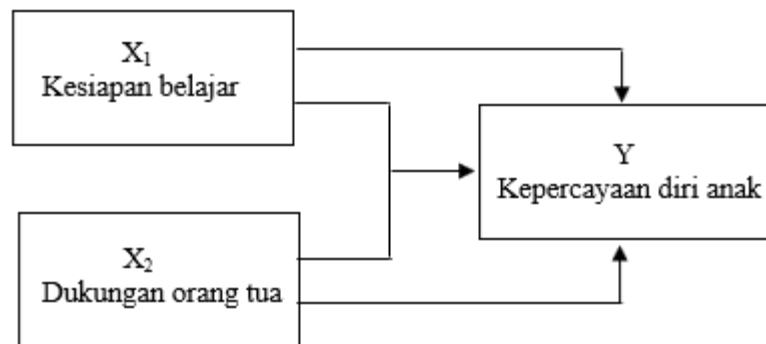 X₁
Kesiapan belajar
Y
Kepercayaan diri anak
X₂
Dukungan orang tua